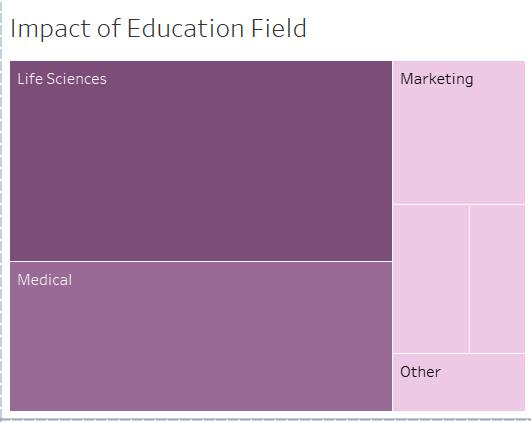 Impact of Education Field
Life Sciences
Marketing
Medical
Other